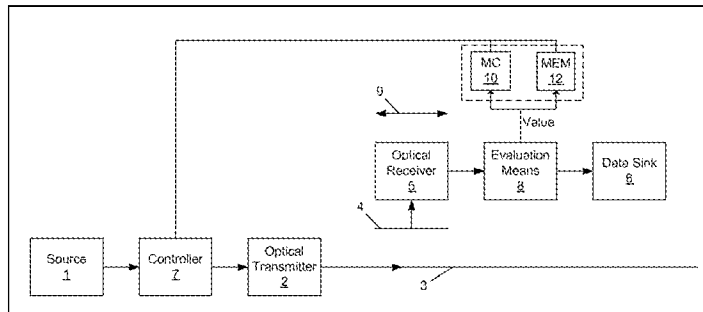 MC
10
MEM
12
9
Value
Optical
Receiver
5
Evaluation
Means
8
Data Sink
6
4
Source
1
Controller
7
Optical
Transmitter
2
3